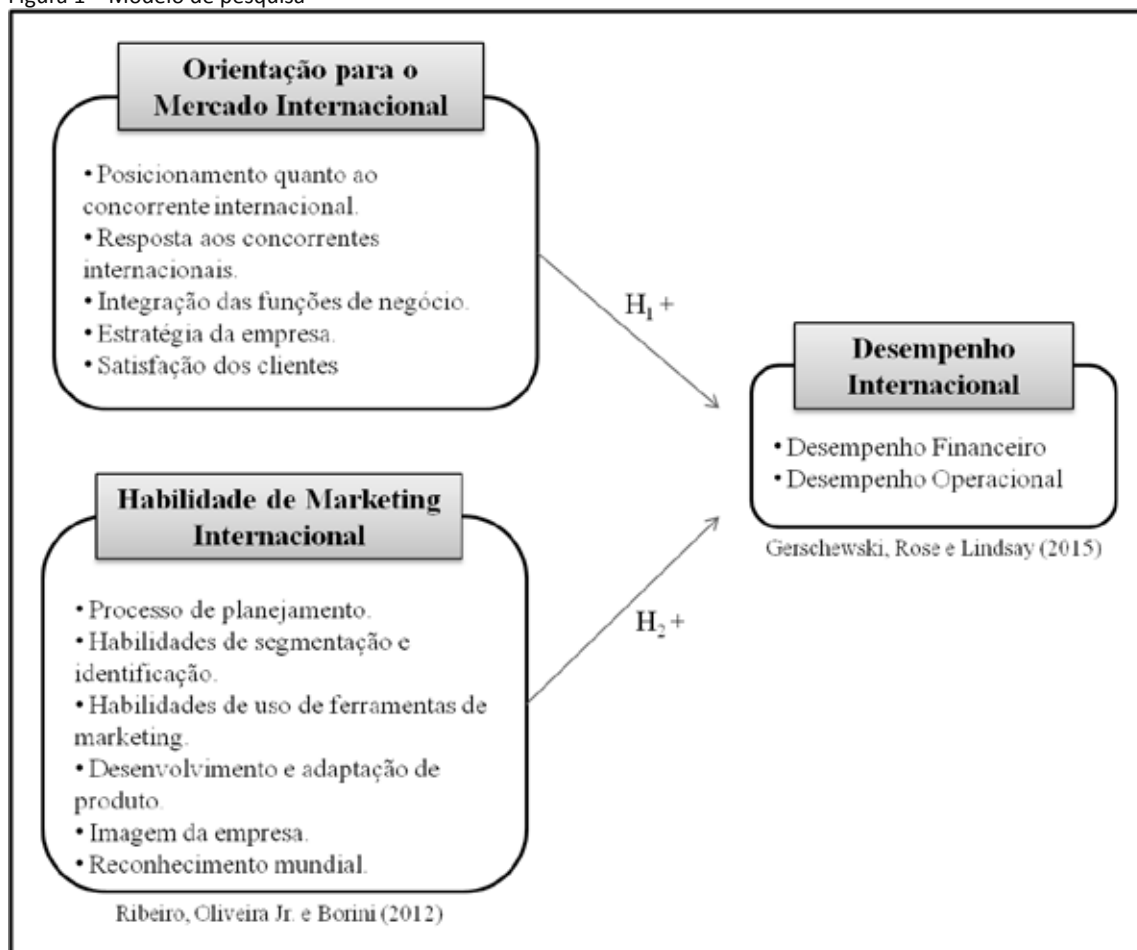 Figura 1 – Modelo de pesquisa
Orientação para o
Mercado Internacional
• Posicionamento quanto ao
concorrente internacional.
• Resposta aos concorrentes
internacionais.
• Integração das funções de negócio.
• Estratégia da empresa.
• Satisfação dos clientes
H1 +
Desempenho
Internacional
• Desempenho Financeiro
• Desempenho Operacional
Gerschewski, Rose e Lindsay (2015)
Habilidade de Marketing
Internacional
• Processo de planejamento.
• Habilidades de segmentação e
identificação.
• Habilidades de uso de ferramentas de
marketing.
• Desenvolvimento e adaptação de
produto.
• Imagem da empresa.
• Reconhecimento mundial.
H2 +
Ribeiro, Oliveira Jr. e Borini (2012)